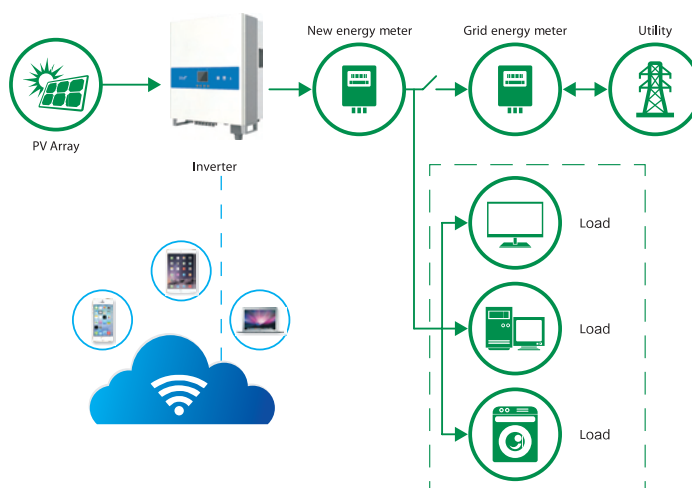 New energy meter
Grid energy meter
Utility
PV Array
Inverter
Load
Load
Load